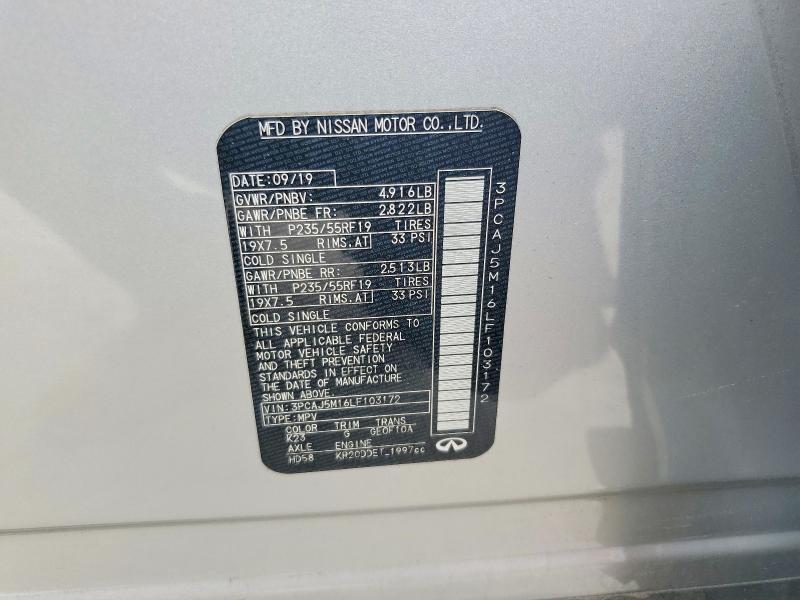 MFD BY NISSAN MOTOR CO.,LTD.
DATE:09/19
GVWR/PNBV: 4,916LB
GAWR/PNBE FR: 2,822LB
WITH P235/55RF19 TIRES
19X7.5 RIMS.AT 33 PSI
COLD SINGLE
GAWR/PNBE RR: 2,513LB
WITH P235/55RF19 TIRES
19X7.5 RIMS.AT 33 PSI
COLD SINGLE
THIS VEHICLE CONFORMS TO
ALL APPLICABLE FEDERAL
MOTOR VEHICLE SAFETY
AND THEFT PREVENTION
STANDARDS IN EFFECT ON
THE DATE OF MANUFACTURE
SHOWN ABOVE.
VIN:3PCAJ5M16LF103172
TYPE:MPV
COLOR TRIM TRANS
K23 G GEOF10A
AXLE ENGINE
HD58 KR20DDET 1997cc
3PCAJ5M16LF103172